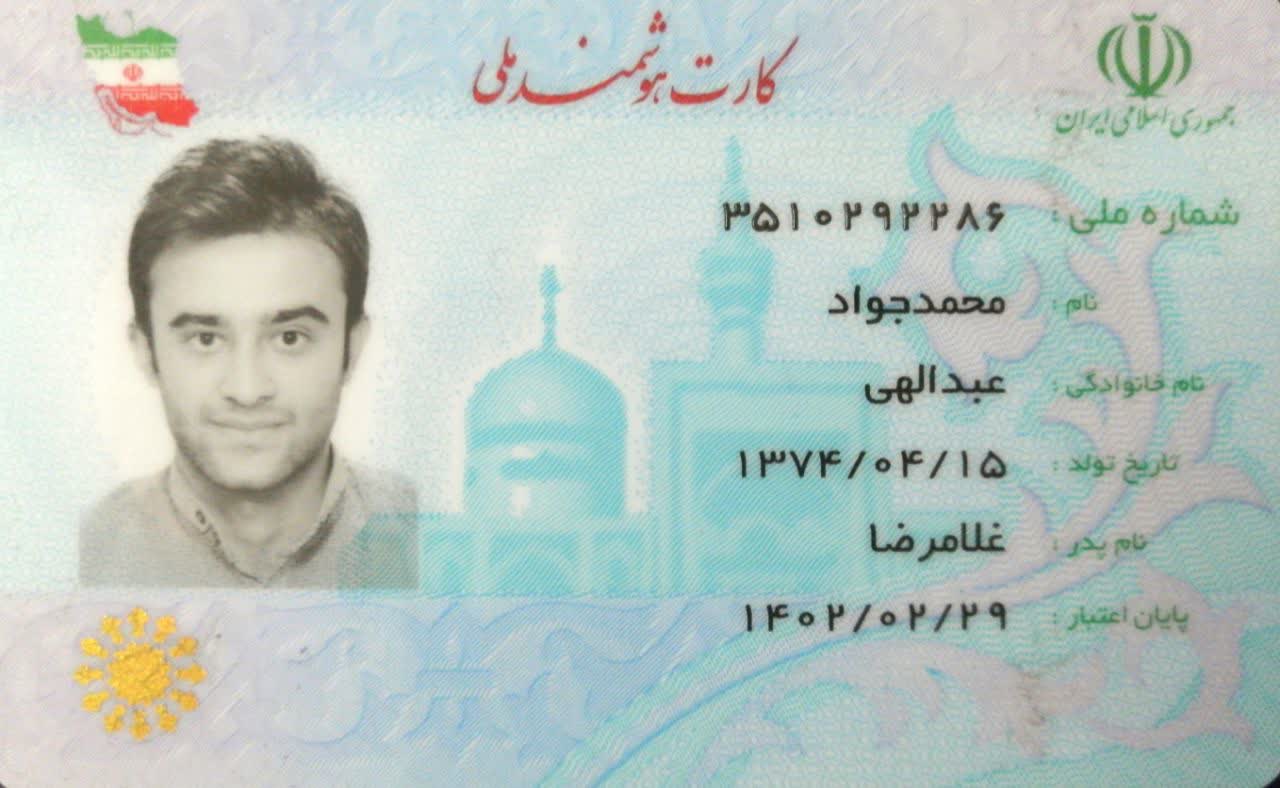 کارت هوشمند ملی
جمهوری اسلامی ایران
شماره ملی : ۳۵۱۰۲۹۲۲۸۶
نام : محمدجواد
نام خانوادگی : عبدالهی
تاریخ تولد : ۱۳۷۴/۰۴/۱۵
نام پدر : غلامرضا
پایان اعتبار : ۱۴۰۲/۰۲/۲۹